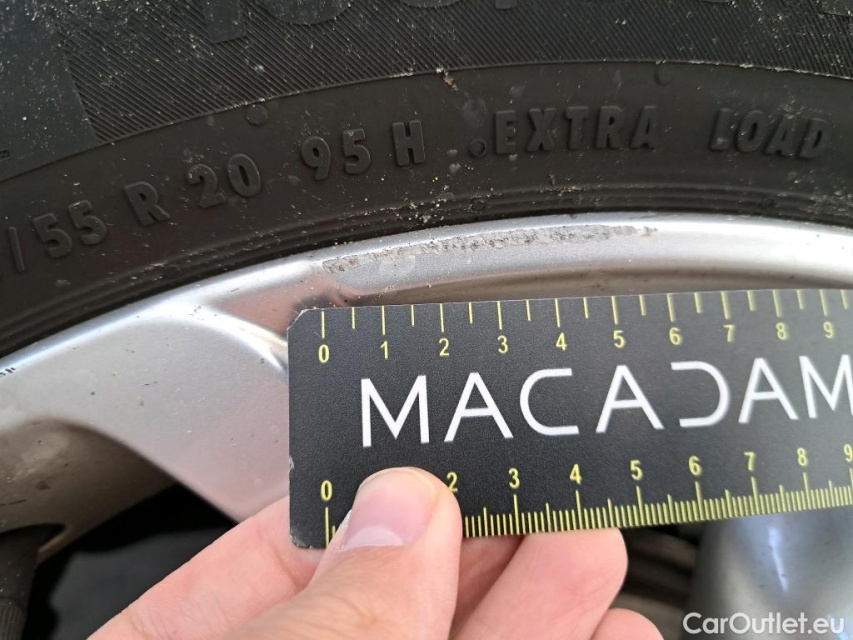 /55 R 20 95 H .EXTRA LOAD
0 1 2 3 4 5 6 7 8 9
MACADAM
0 2 3 4 5 6 7 8 9
CarOutlet.eu